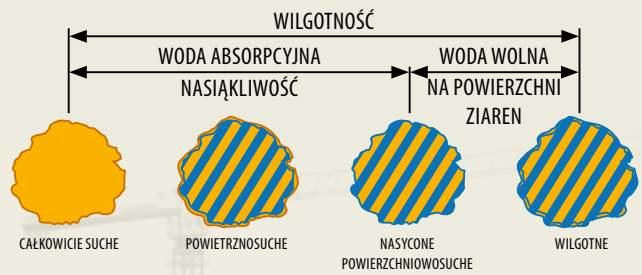 WILGOTNOŚĆ
WODA ABSORPCYJNA
NASIĄKLIWOŚĆ
WODA WOLNA
NA POWIERZCHNI
ZIAREN
CAŁKOWICIE SUCHE
POWIETRZNOSUCHE
NASYCONE
POWIERZCHNIOWOSUCHE
WILGOTNE